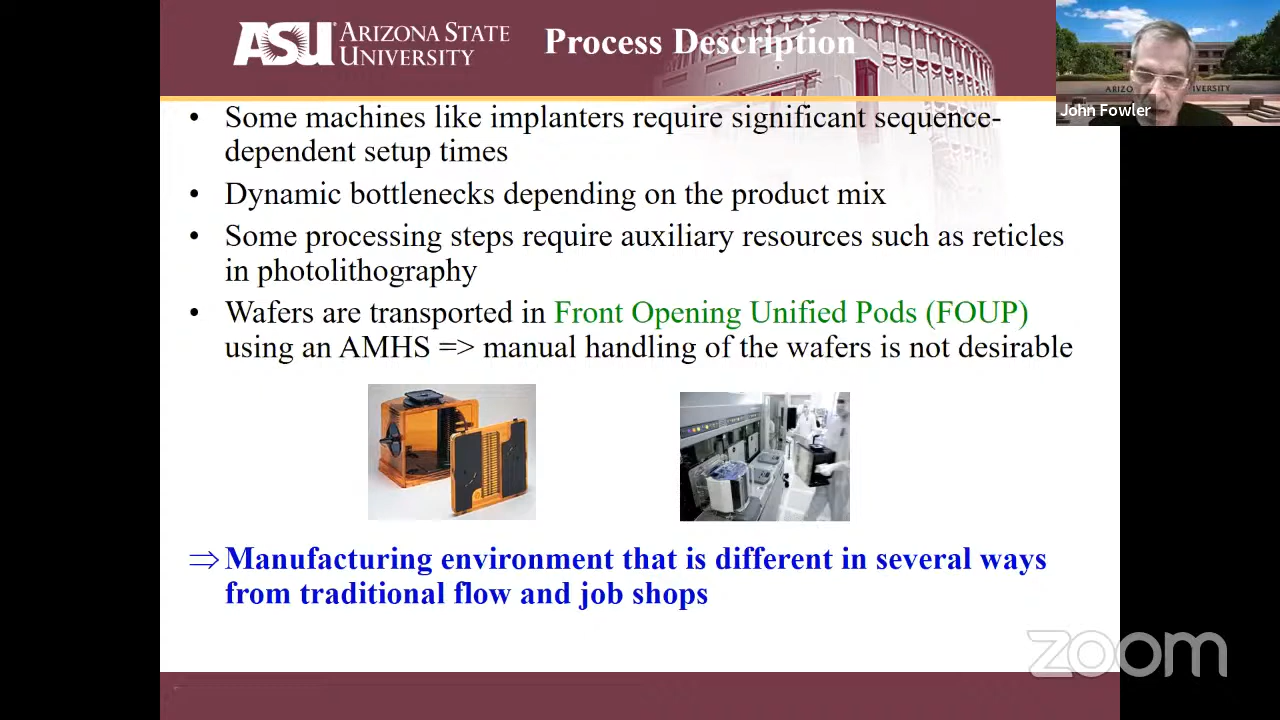 ASU ARIZONA STATE UNIVERSITY
Process Description
ARIZO IVERSITY
John Fowler
• Some machines like implanters require significant sequence-
dependent setup times
• Dynamic bottlenecks depending on the product mix
• Some processing steps require auxiliary resources such as reticles
in photolithography
• Wafers are transported in Front Opening Unified Pods (FOUP)
using an AMHS => manual handling of the wafers is not desirable
⇒ Manufacturing environment that is different in several ways
from traditional flow and job shops
zoom